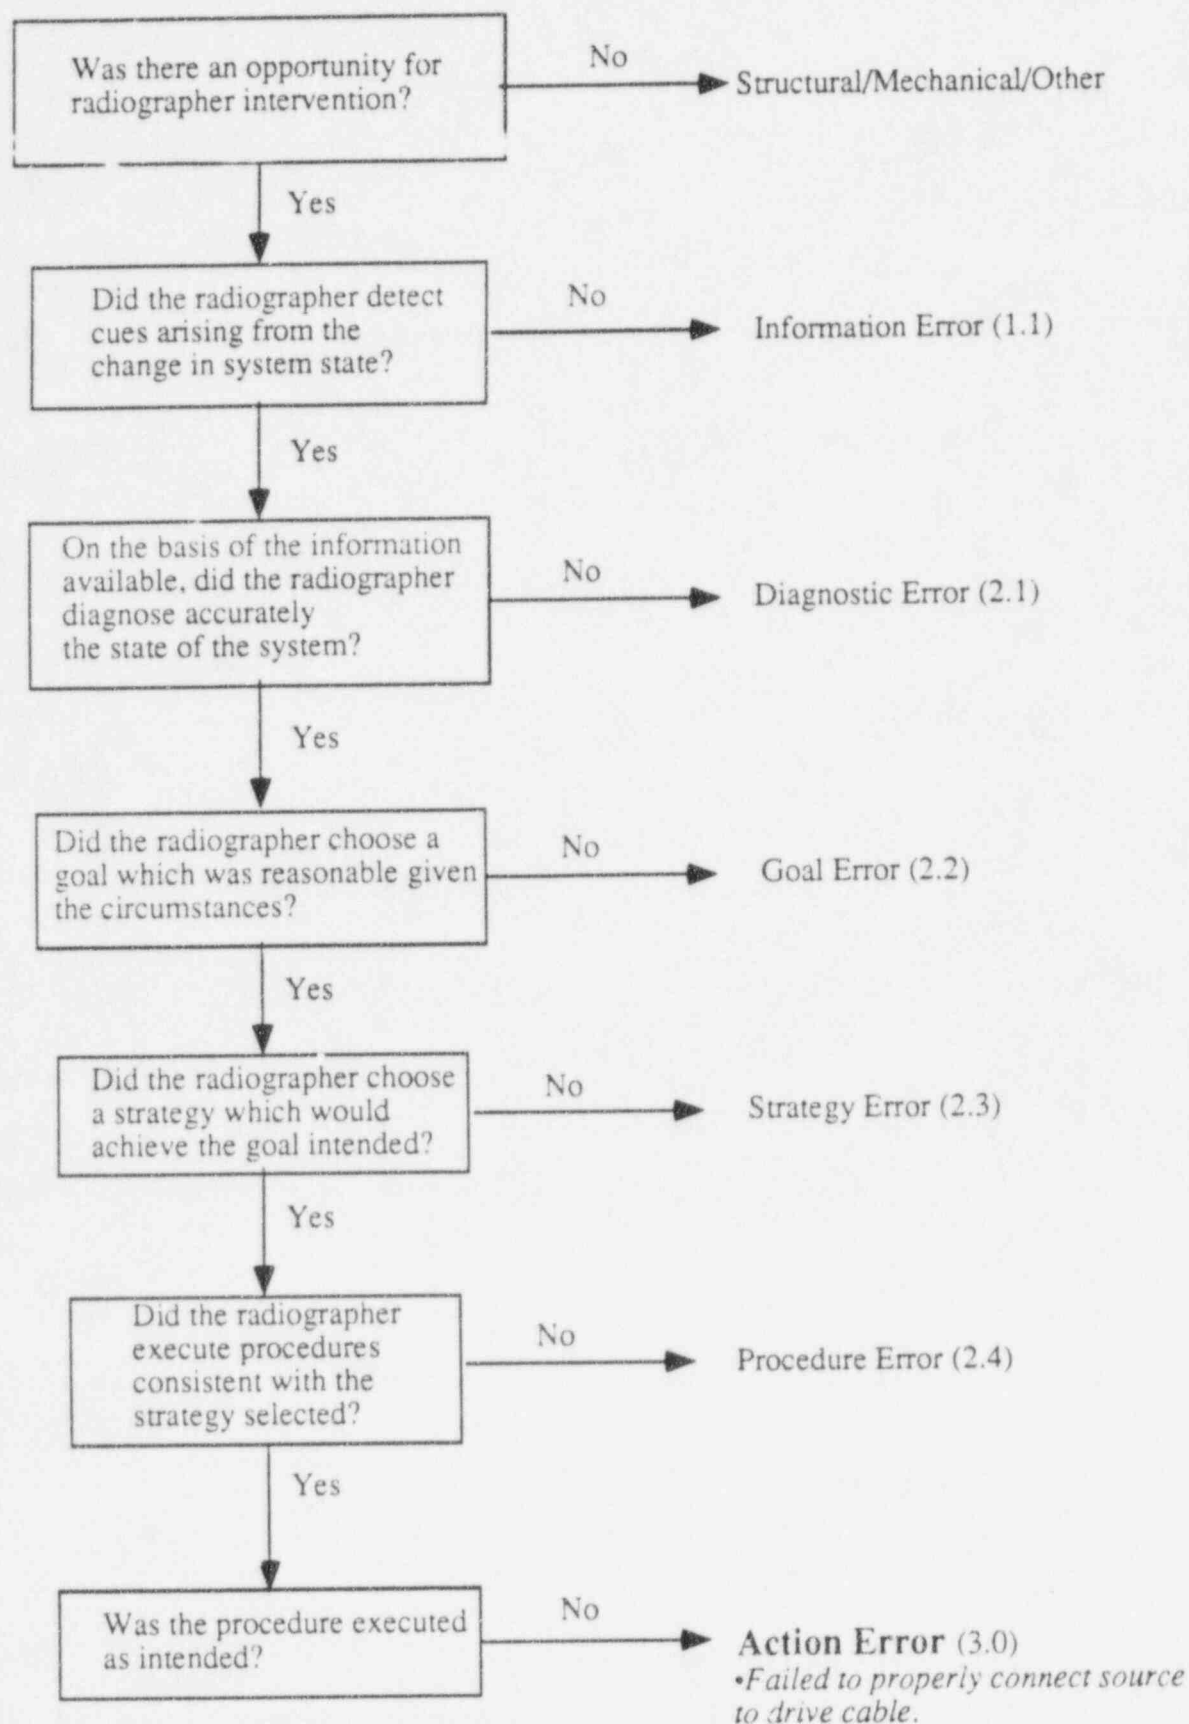 Was there an opportunity for
radiographer intervention?
No
Structural/Mechanical/Other
Yes
Did the radiographer detect
cues arising from the
change in system state?
No
Information Error (1.1)
Yes
On the basis of the information
available, did the radiographer
diagnose accurately
the state of the system?
No
Diagnostic Error (2.1)
Yes
Did the radiographer choose a
goal which was reasonable given
the circumstances?
No
Goal Error (2.2)
Yes
Did the radiographer choose
a strategy which would
achieve the goal intended?
No
Strategy Error (2.3)
Yes
Did the radiographer
execute procedures
consistent with the
strategy selected?
No
Procedure Error (2.4)
Yes
Was the procedure executed
as intended?
No
Action Error (3.0)
•Failed to properly connect source
to drive cable.